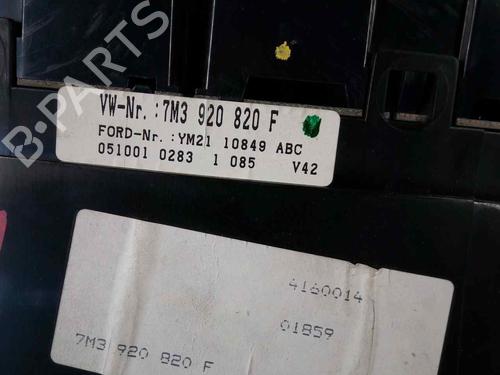 B-PARTS
VW-Nr.:7M3 920 820 F
FORD-Nr.:YM21 10849 ABC
051001 0283 1 085 V42
4160014
01859
7M3 920 820 F